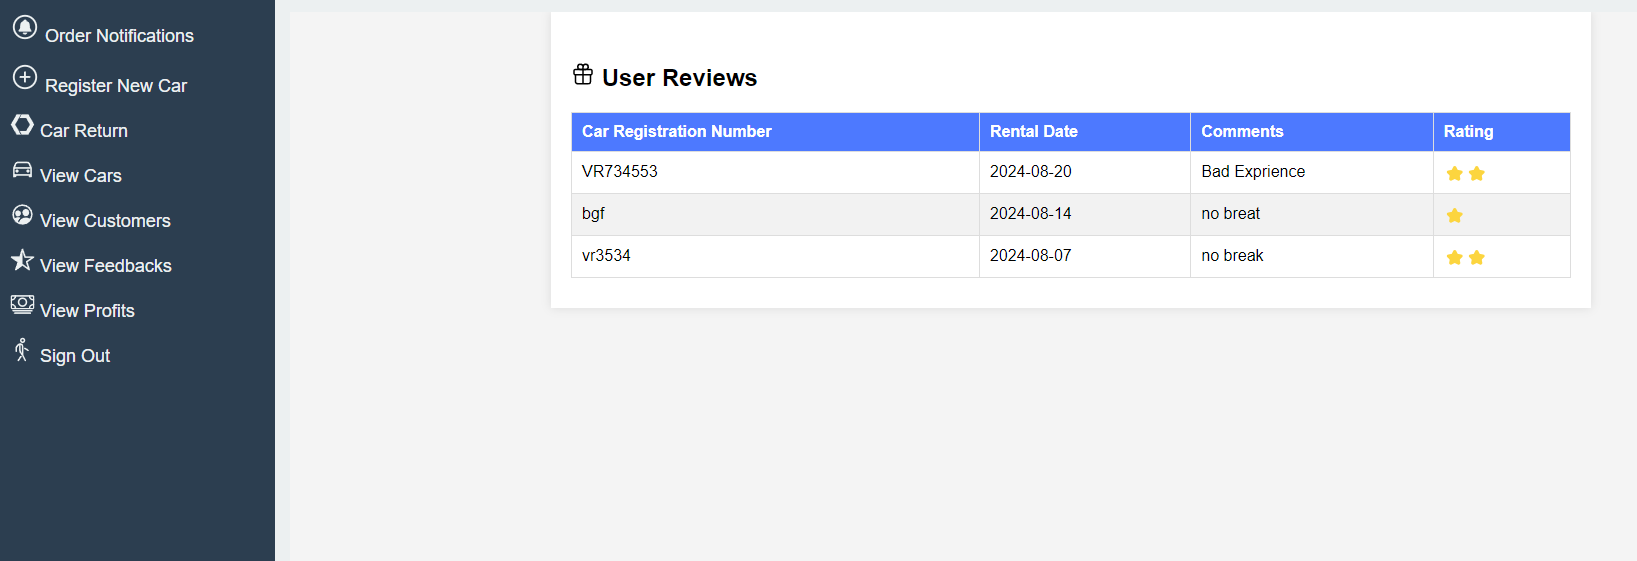 Order Notifications
Register New Car
Car Return
View Cars
View Customers
View Feedbacks
View Profits
Sign Out
User Reviews
Car Registration Number Rental Date Comments Rating
VR734553 2024-08-20 Bad Exprience
bgf 2024-08-14 no breat
vr3534 2024-08-07 no break